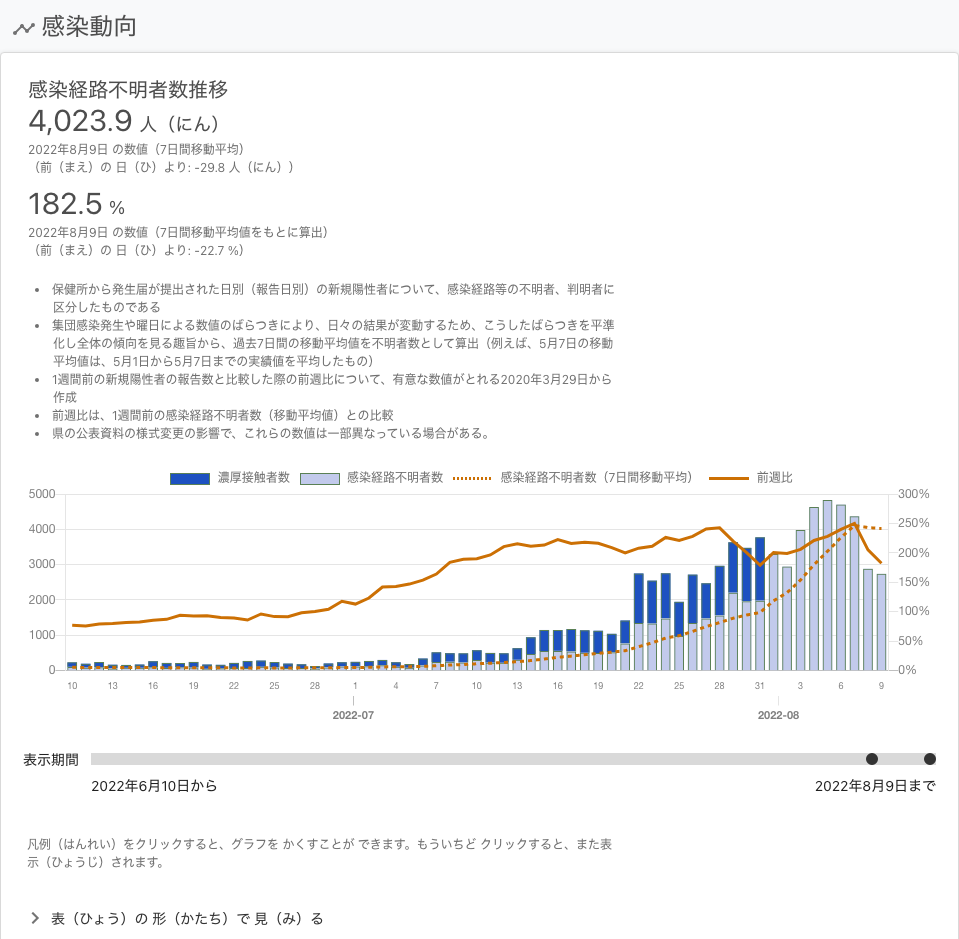 感染動向
感染経路不明者数推移
4,023.9 人（にん）
2022年8月9日 の数値（7日間移動平均）
（前（まえ）の 日（ひ）より: -29.8 人（にん））
182.5 %
2022年8月9日 の数値（7日間移動平均値をもとに算出）
（前（まえ）の 日（ひ）より: -22.7 %）
• 保健所から発生届が提出された日別（報告日別）の新規陽性者について、感染経路等の不明者、判明者に
区分したものである
• 集団感染発生や曜日による数値のばらつきにより、日々の結果が変動するため、こうしたばらつきを平準
化し全体の傾向を見る趣旨から、過去7日間の移動平均値を不明者数として算出（例えば、5月7日の移動
平均値は、5月1日から5月7日までの実績値を平均したもの）
• 1週間前の新規陽性者の報告数と比較した際の前週比について、有意な数値がとれる2020年3月29日から
作成
• 前週比は、1週間前の感染経路不明者数（移動平均値）との比較
• 県の公表資料の様式変更の影響で、これらの数値は一部異なっている場合がある。
濃厚接触者数 感染経路不明者数 感染経路不明者数（7日間移動平均） 前週比
5000 300%
250%
4000
200%
3000
150%
2000
100%
1000
50%
0 0%
10 13 16 19 22 25 28 1 4 7 10 13 16 19 22 25 28 31 3 6 9
2022-07 2022-08
表示期間
2022年6月10日から 2022年8月9日まで
凡例（はんれい）をクリックすると、グラフを かくすことが できます。もういちど クリックすると、また表
示（ひょうじ）されます。
表（ひょう）の 形（かたち）で 見（み）る